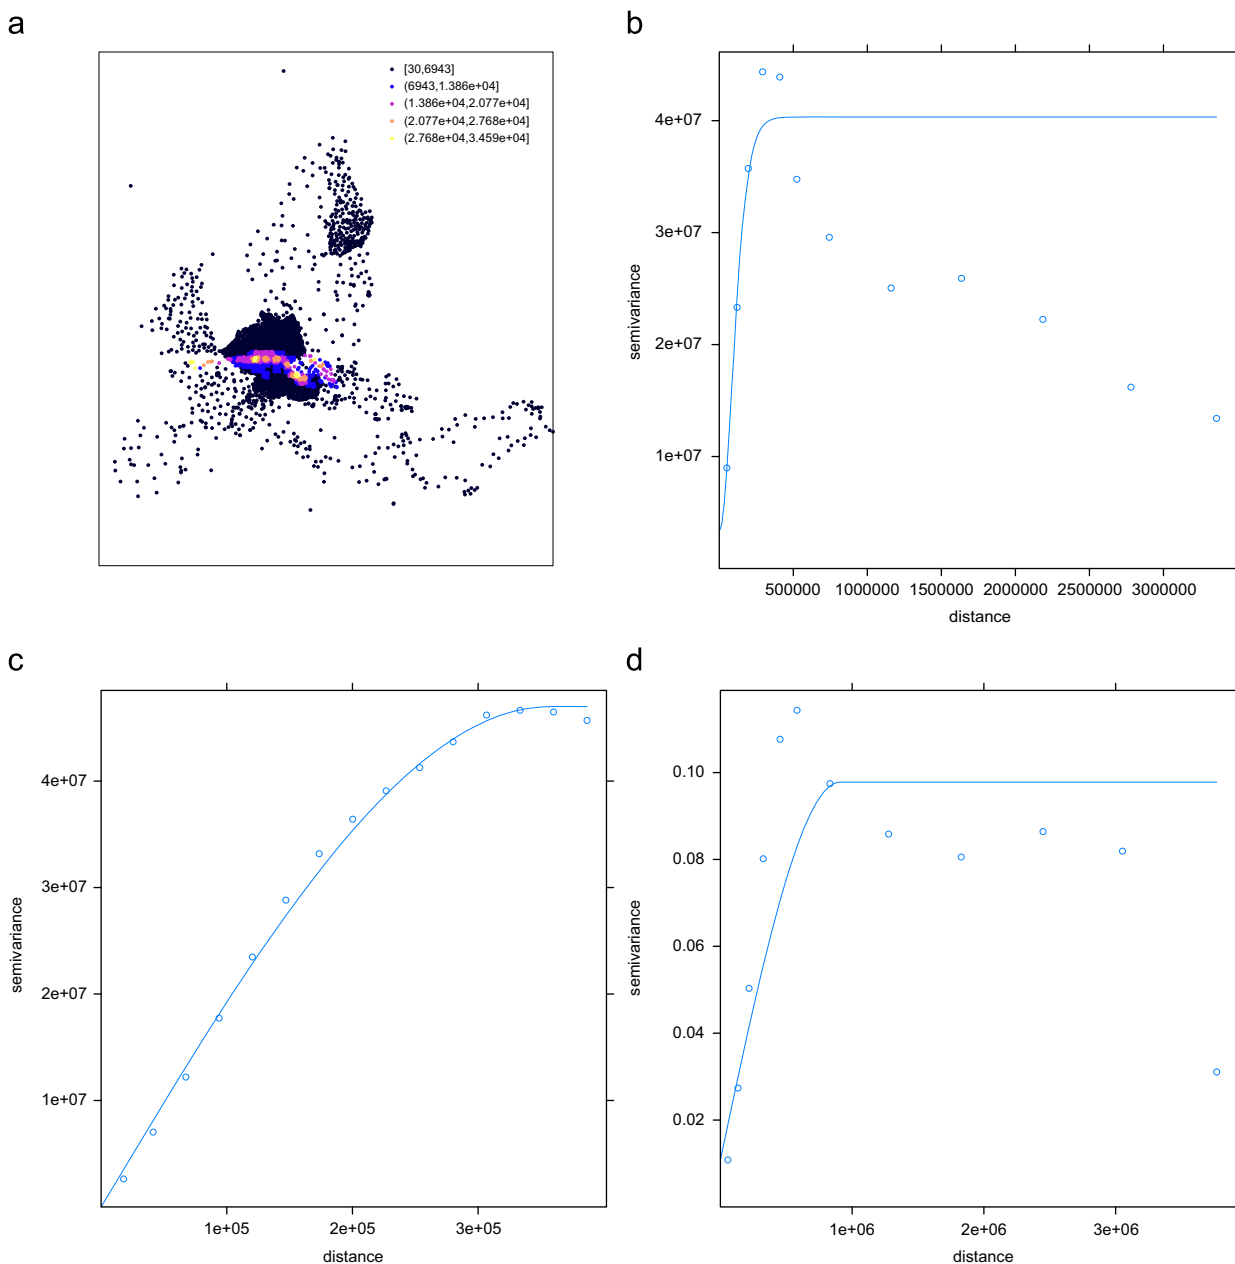 a
[30,6943]
(6943,1.386e+04]
(1.386e+04,2.077e+04]
(2.077e+04,2.768e+04]
(2.768e+04,3.459e+04]
b
4e+07
3e+07
2e+07
1e+07
semivariance
500000 1000000 1500000 2000000 2500000 3000000
distance
c
4e+07
3e+07
2e+07
1e+07
semivariance
1e+05 2e+05 3e+05
distance
d
0.10
0.08
0.06
0.04
0.02
semivariance
1e+06 2e+06 3e+06
distance